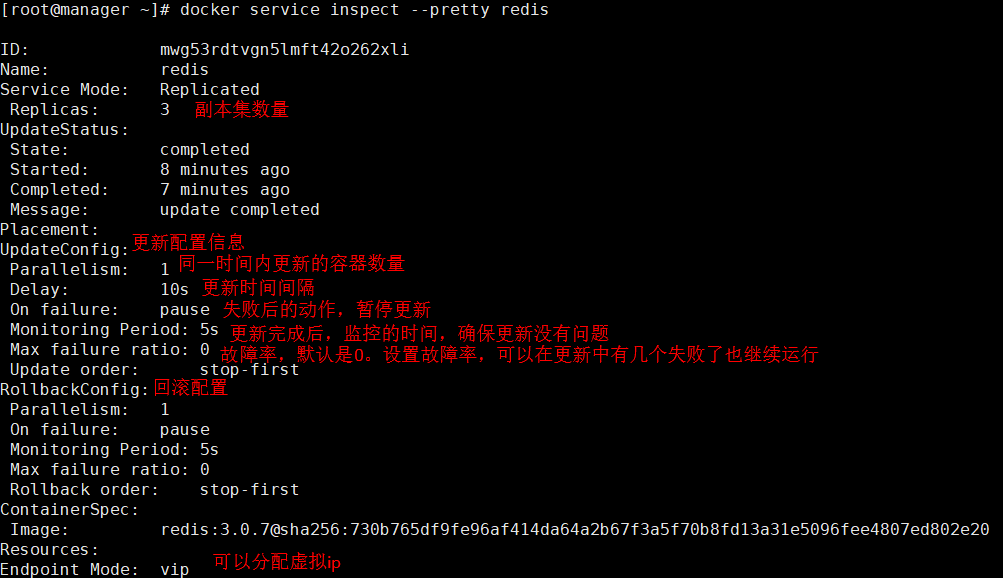 [root@manager ~]# docker service inspect --pretty redis
ID: mwg53rdtvgn5lmft42o262xli
Name: redis
Service Mode: Replicated
Replicas: 3 副本集数量
UpdateStatus:
State: completed
Started: 8 minutes ago
Completed: 7 minutes ago
Message: update completed
Placement:
UpdateConfig: 更新配置信息
Parallelism: 1 同一时间内更新的容器数量
Delay: 10s 更新时间间隔
On failure: pause 失败后的动作，暂停更新
Monitoring Period: 5s 更新完成后，监控的时间，确保更新没有问题
Max failure ratio: 0 故障率，默认是0。设置故障率，可以在更新中有几个失败了也继续运行
Update order: stop-first
RollbackConfig: 回滚配置
Parallelism: 1
On failure: pause
Monitoring Period: 5s
Max failure ratio: 0
Rollback order: stop-first
ContainerSpec:
Image: redis:3.0.7@sha256:730b765df9fe96af414da64a2b67f3a5f70b8fd13a31e5096fee4807ed802e20
Resources:
Endpoint Mode: vip 可以分配虚拟ip